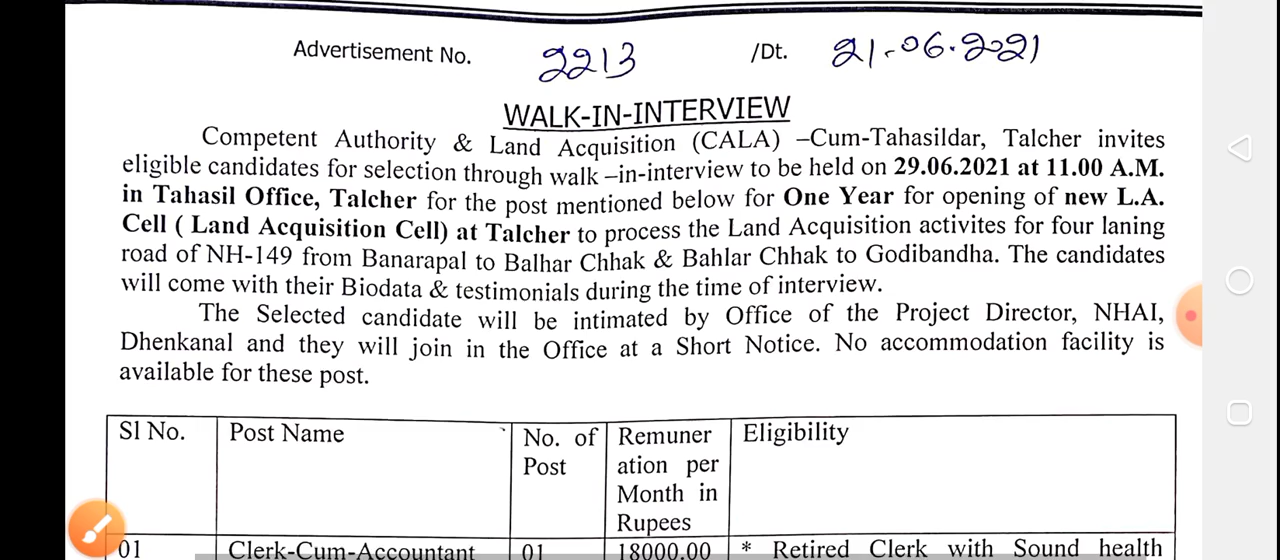 Advertisement No. 2213 /Dt. 21.06.2021
WALK-IN-INTERVIEW
Competent Authority & Land Acquisition (CALA) –Cum-Tahasildar, Talcher invites
eligible candidates for selection through walk –in-interview to be held on 29.06.2021 at 11.00 A.M.
in Tahasil Office, Talcher for the post mentioned below for One Year for opening of new L.A.
Cell ( Land Acquisition Cell) at Talcher to process the Land Acquisition activites for four laning
road of NH-149 from Banarapal to Balhar Chhak & Bahlar Chhak to Godibandha. The candidates
will come with their Biodata & testimonials during the time of interview.
The Selected candidate will be intimated by Office of the Project Director, NHAI,
Dhenkanal and they will join in the Office at a Short Notice. No accommodation facility is
available for these post.
Sl No. Post Name No. of Remuner Eligibility
Post ation per
Month in
Rupees
01 Clerk-Cum-Accountant 01 18000.00 * Retired Clerk with Sound health